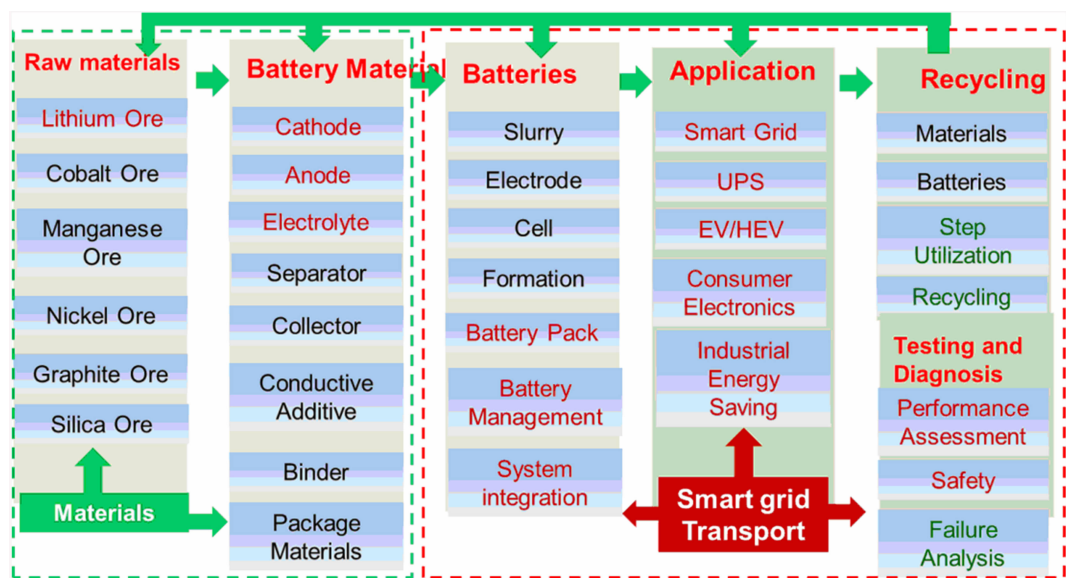 Raw materials
Lithium Ore
Cobalt Ore
Manganese
Ore
Nickel Ore
Graphite Ore
Silica Ore
Materials
Battery Material
Cathode
Anode
Electrolyte
Separator
Collector
Conductive
Additive
Binder
Package
Materials
Batteries
Slurry
Electrode
Cell
Formation
Battery Pack
Battery
Management
System
integration
Application
Smart Grid
UPS
EV/HEV
Consumer
Electronics
Industrial
Energy
Saving
Smart grid
Transport
Recycling
Materials
Batteries
Step
Utilization
Recycling
Testing and
Diagnosis
Performance
Assessment
Safety
Failure
Analysis